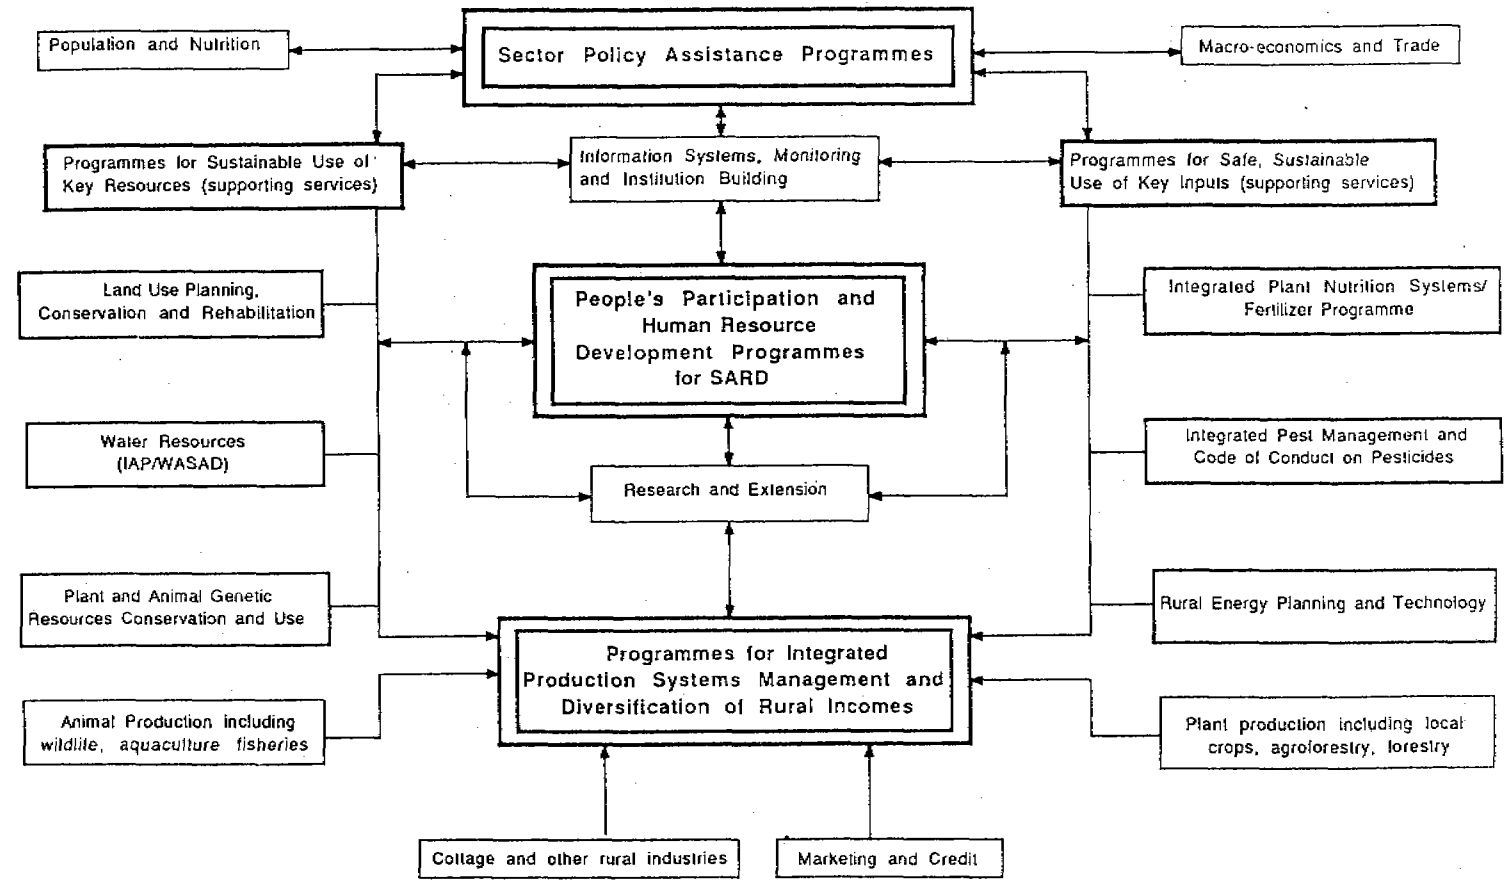 Population and Nutrition
Sector Policy Assistance Programmes
Macro-economics and Trade
Programmes for Sustainable Use of
Key Resources (supporting services)
Information Systems, Monitoring
and Institution Building
Programmes for Safe, Sustainable
Use of Key Inputs (supporting services)
Land Use Planning,
Conservation and Rehabilitation
People's Participation and
Human Resource
Development Programmes
for SARD
Integrated Plant Nutrition Systems/
Fertilizer Programme
Water Resources
(IAP/WASAD)
Research and Extension
Integrated Pest Management and
Code of Conduct on Pesticides
Plant and Animal Genetic
Resources Conservation and Use
Programmes for Integrated
Production Systems Management and
Diversification of Rural Incomes
Rural Energy Planning and Technology
Animal Production including
wildlife, aquaculture fisheries
Plant production including local
crops, agroforestry, forestry
Cottage and other rural industries
Marketing and Credit